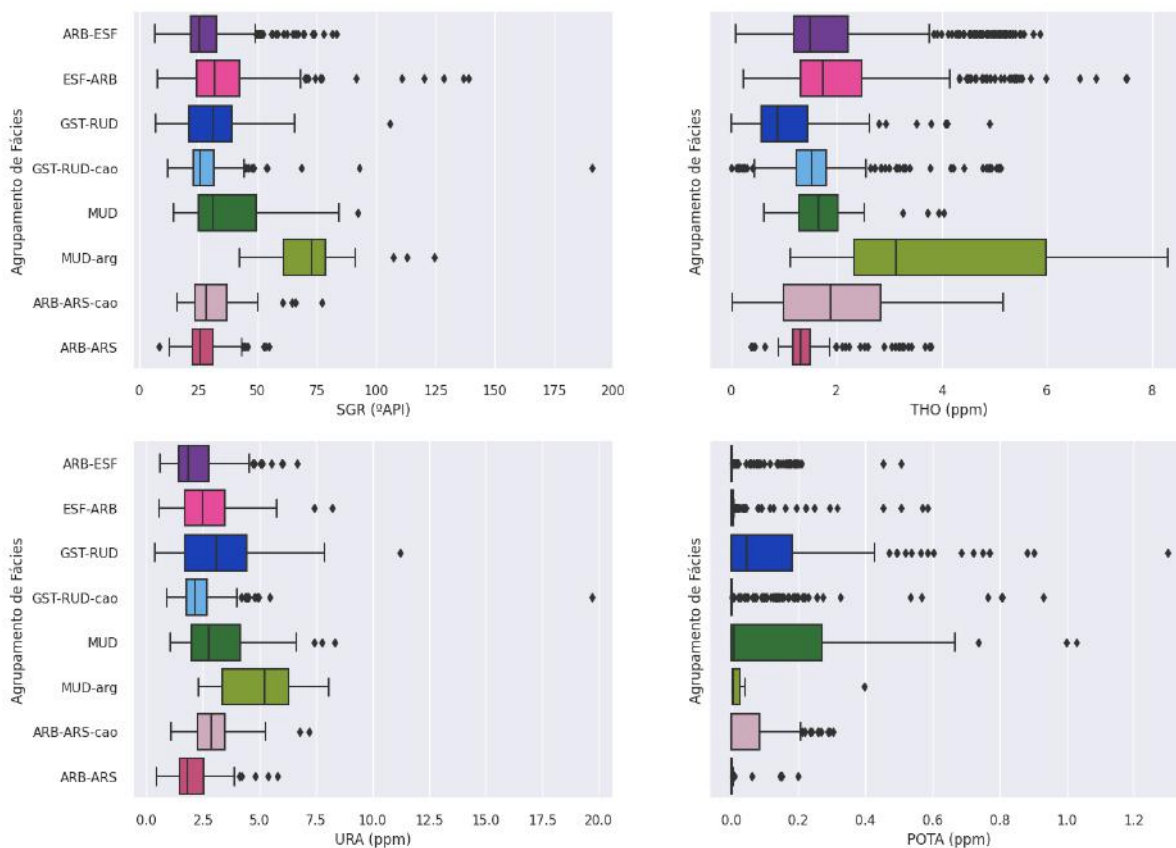 Agrupamento de Fácies
ARB-ESF
ESF-ARB
GST-RUD
GST-RUD-cao
MUD
MUD-arg
ARB-ARS-cao
ARB-ARS
0 25 50 75 100 125 150 175 200
SGR (ºAPI)
Agrupamento de Fácies
0 2 4 6 8
THO (ppm)
Agrupamento de Fácies
ARB-ESF
ESF-ARB
GST-RUD
GST-RUD-cao
MUD
MUD-arg
ARB-ARS-cao
ARB-ARS
0.0 2.5 5.0 7.5 10.0 12.5 15.0 17.5 20.0
URA (ppm)
Agrupamento de Fácies
0.0 0.2 0.4 0.6 0.8 1.0 1.2
POTA (ppm)